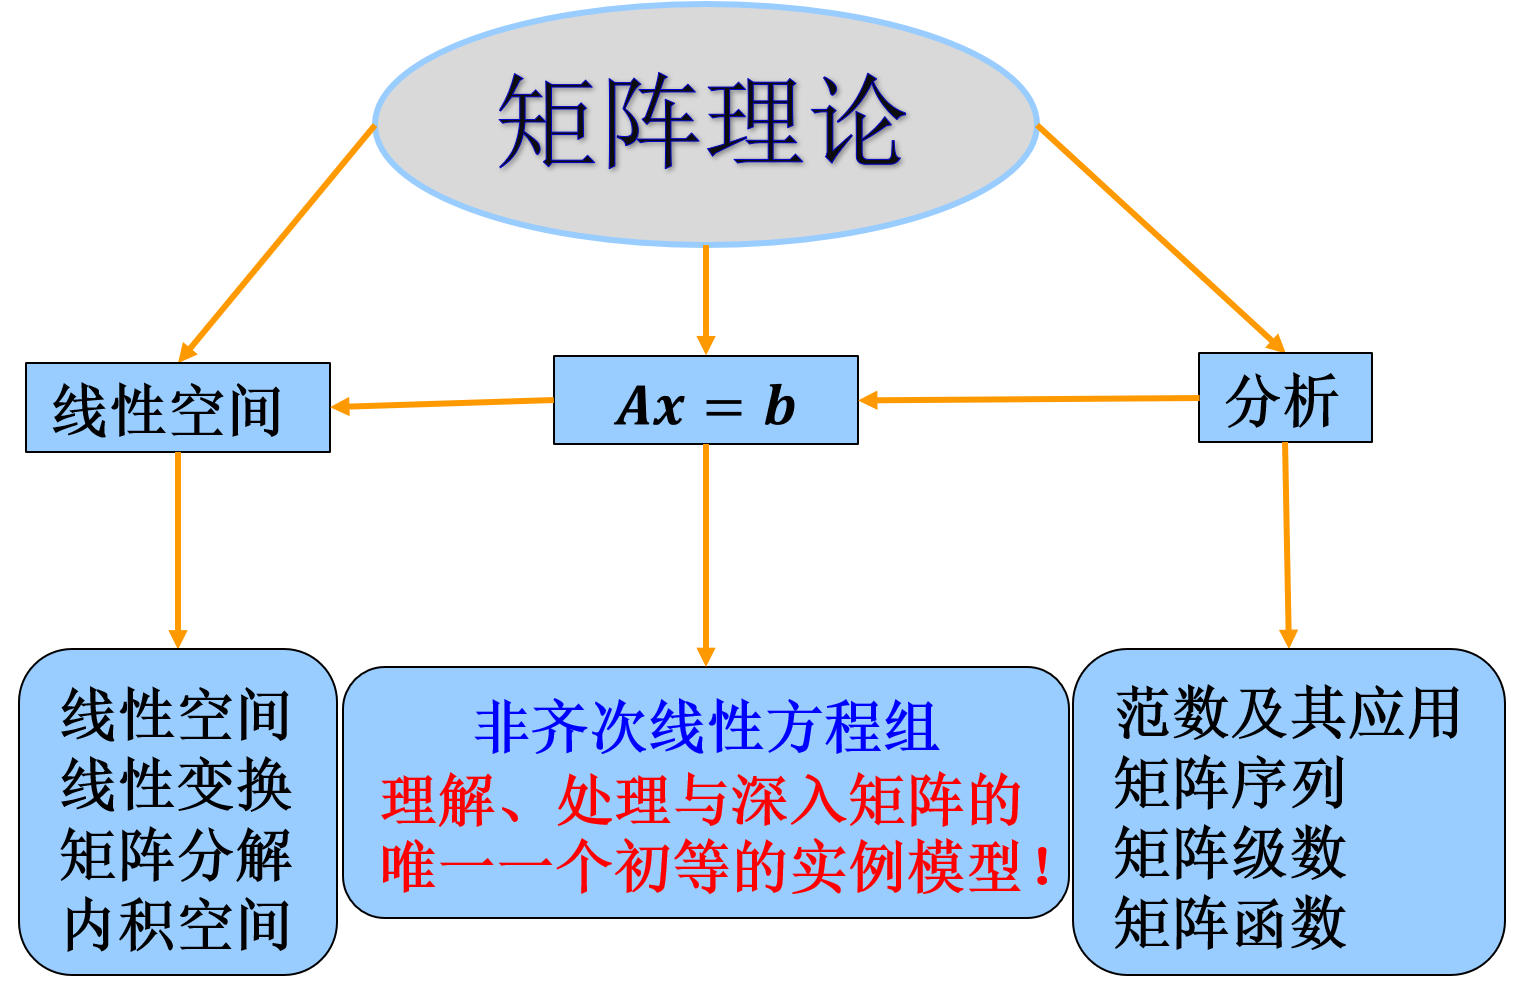 矩阵理论
线性空间
Ax = b
分析
线性空间
线性变换
矩阵分解
内积空间
非齐次线性方程组
理解、处理与深入矩阵的
唯一一个初等的实例模型！
范数及其应用
矩阵序列
矩阵级数
矩阵函数